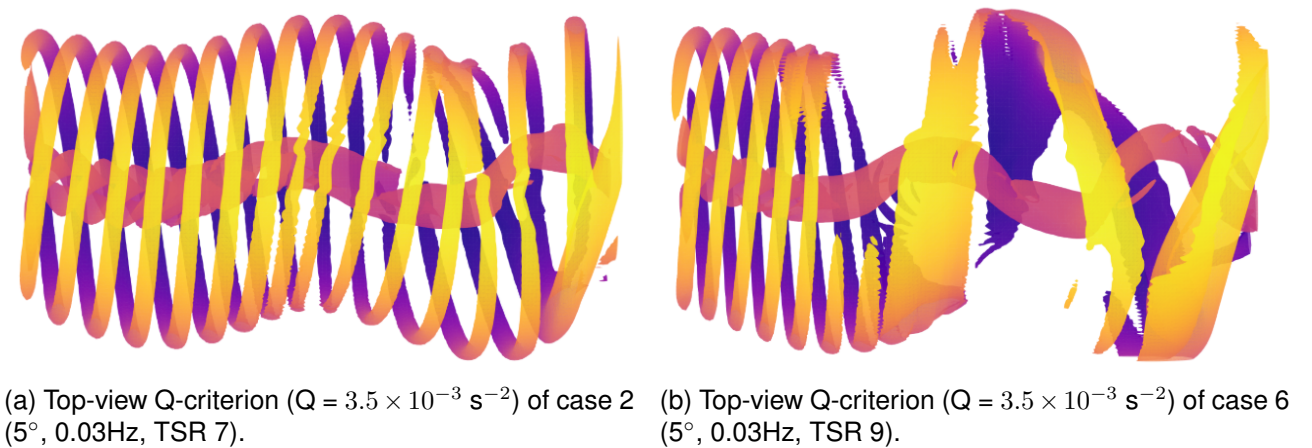 (a) Top-view Q-criterion (Q = 3.5 × 10⁻³ s⁻²) of case 2
(5°, 0.03Hz, TSR 7).
(b) Top-view Q-criterion (Q = 3.5 × 10⁻³ s⁻²) of case 6
(5°, 0.03Hz, TSR 9).